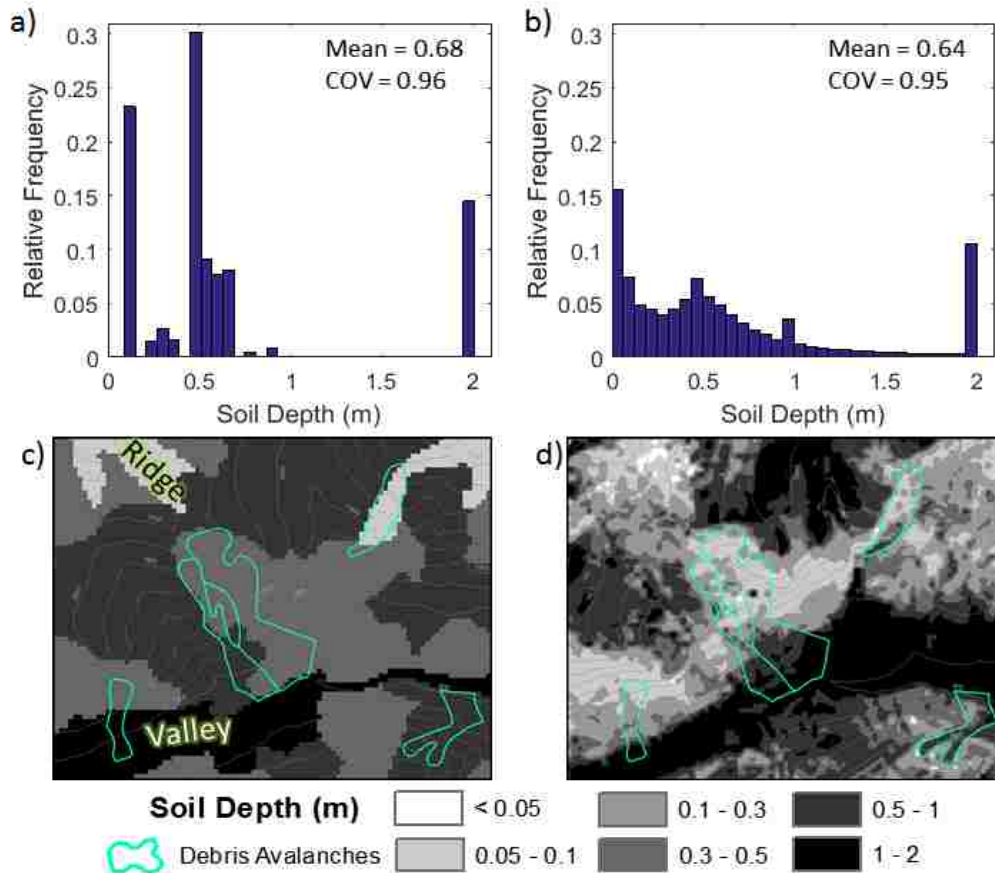 a)
0.3
0.25
0.2
0.15
0.1
0.05
0
Relative Frequency
Mean = 0.68
COV = 0.96
0 0.5 1 1.5 2
Soil Depth (m)
b)
0.3
0.25
0.2
0.15
0.1
0.05
0
Relative Frequency
Mean = 0.64
COV = 0.95
0 0.5 1 1.5 2
Soil Depth (m)
c)
Ridge
Valley
d)
Soil Depth (m)
< 0.05
0.1 - 0.3
0.5 - 1
Debris Avalanches
0.05 - 0.1
0.3 - 0.5
1 - 2